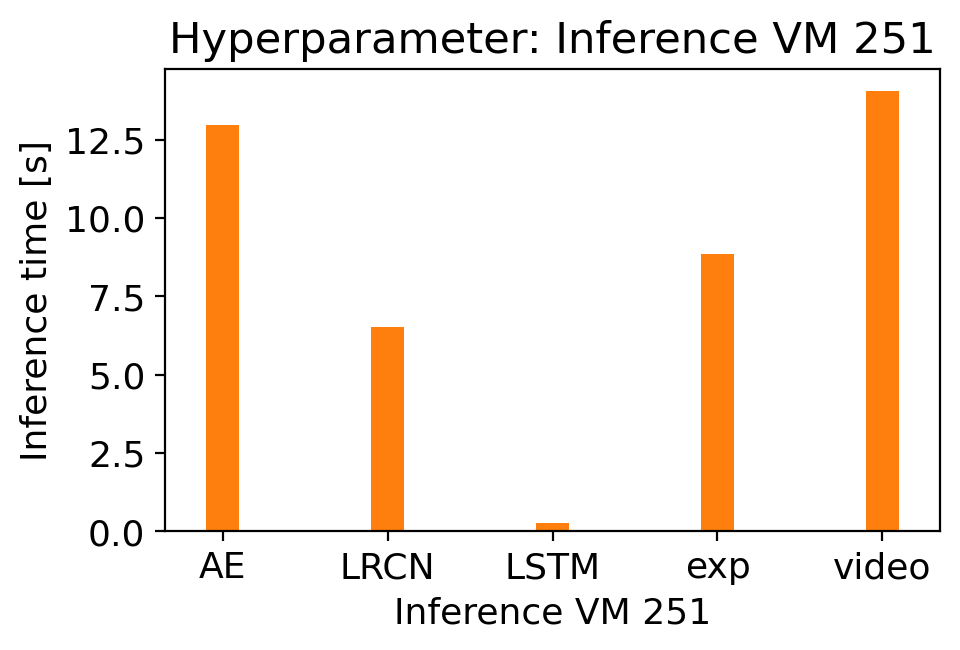 Hyperparameter: Inference VM 251
Inference time [s]
12.5
10.0
7.5
5.0
2.5
0.0
AE LRCN LSTM exp video
Inference VM 251